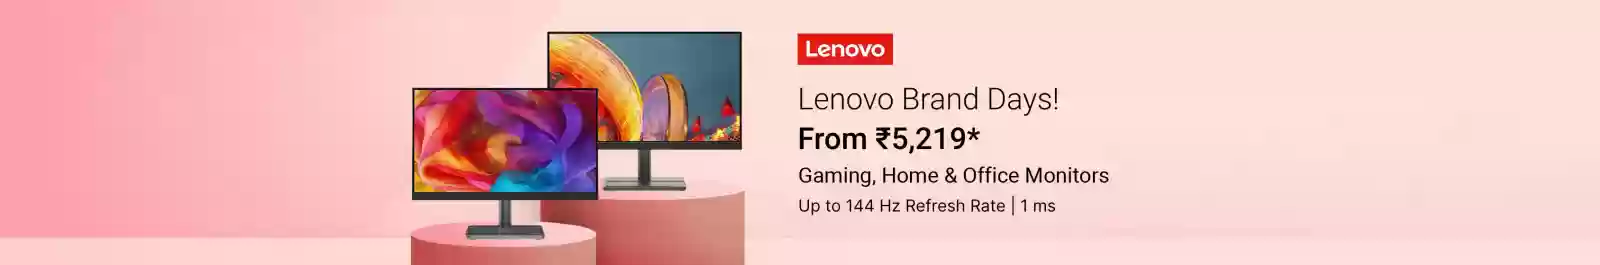 Lenovo
Lenovo Brand Days!
From ₹5,219*
Gaming, Home & Office Monitors
Up to 144 Hz Refresh Rate | 1 ms